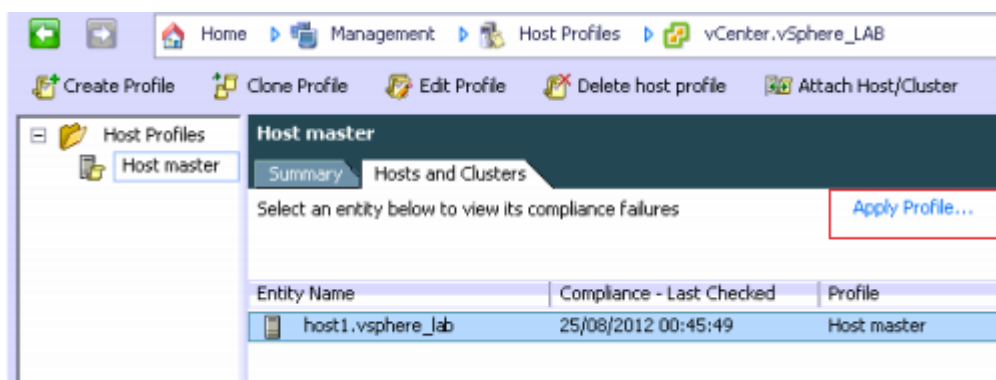 Home Management Host Profiles vCenter.vSphere_LAB
Create Profile Clone Profile Edit Profile Delete host profile Attach Host/Cluster
Host Profiles
Host master
Host master
Summary Hosts and Clusters
Select an entity below to view its compliance failures Apply Profile...
Entity Name Compliance - Last Checked Profile
host1.vsphere_lab 25/08/2012 00:45:49 Host master